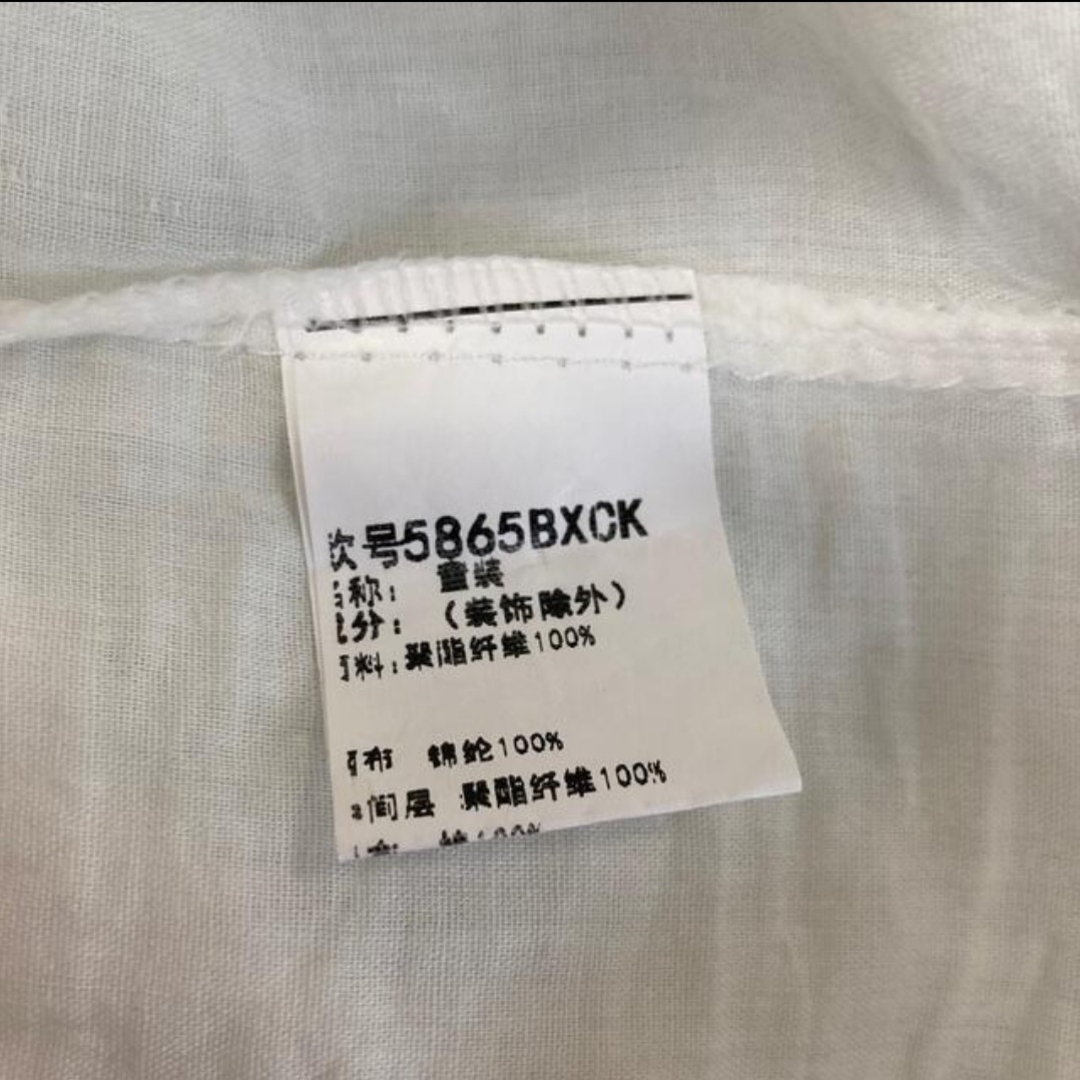 款号5865BXCK
名称: 童装
成分: (装饰除外)
面料:聚酯纤维100%
网布 锦纶100%
中间层 :聚酯纤维100%
100%